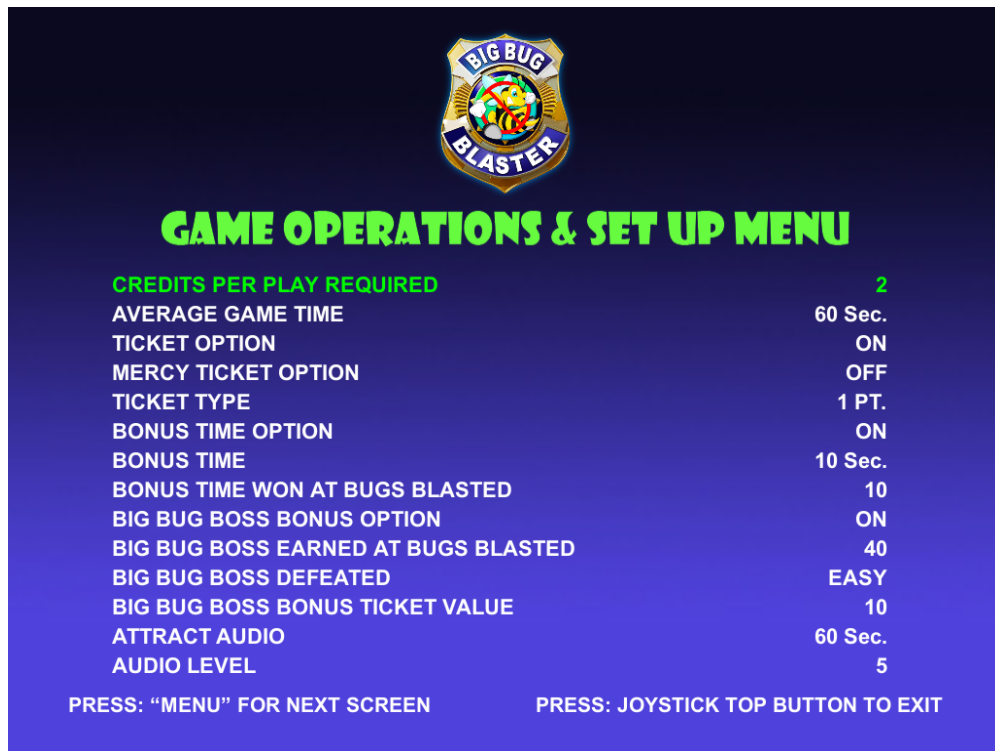 BIG BUG
BLASTER
GAME OPERATIONS & SET UP MENU
CREDITS PER PLAY REQUIRED 2
AVERAGE GAME TIME 60 Sec.
TICKET OPTION ON
MERCY TICKET OPTION OFF
TICKET TYPE 1 PT.
BONUS TIME OPTION ON
BONUS TIME 10 Sec.
BONUS TIME WON AT BUGS BLASTED 10
BIG BUG BOSS BONUS OPTION ON
BIG BUG BOSS EARNED AT BUGS BLASTED 40
BIG BUG BOSS DEFEATED EASY
BIG BUG BOSS BONUS TICKET VALUE 10
ATTRACT AUDIO 60 Sec.
AUDIO LEVEL 5
PRESS: “MENU” FOR NEXT SCREEN PRESS: JOYSTICK TOP BUTTON TO EXIT